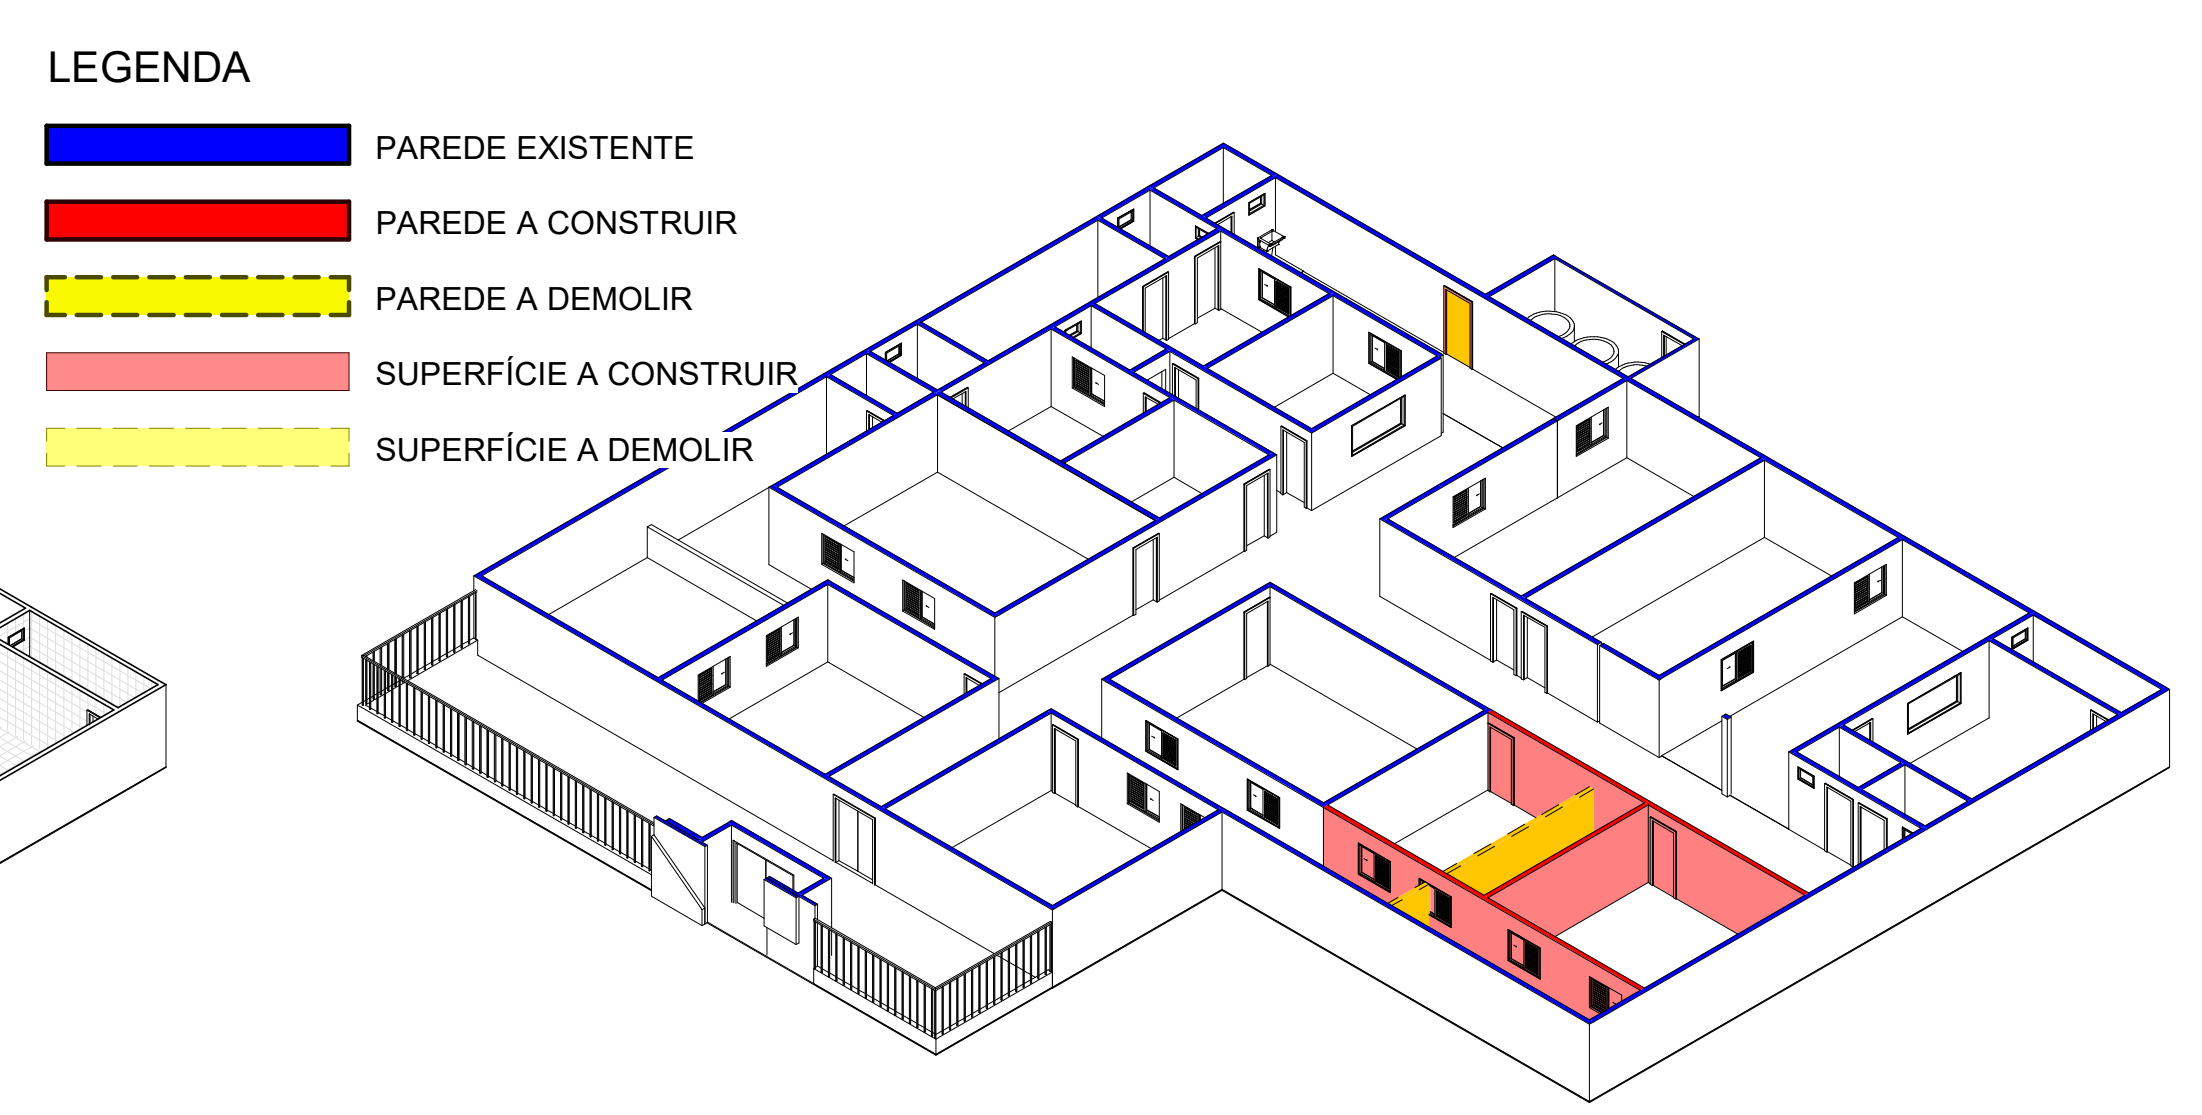 LEGENDA
PAREDE EXISTENTE
PAREDE A CONSTRUIR
PAREDE A DEMOLIR
SUPERFÍCIE A CONSTRUIR
SUPERFÍCIE A DEMOLIR